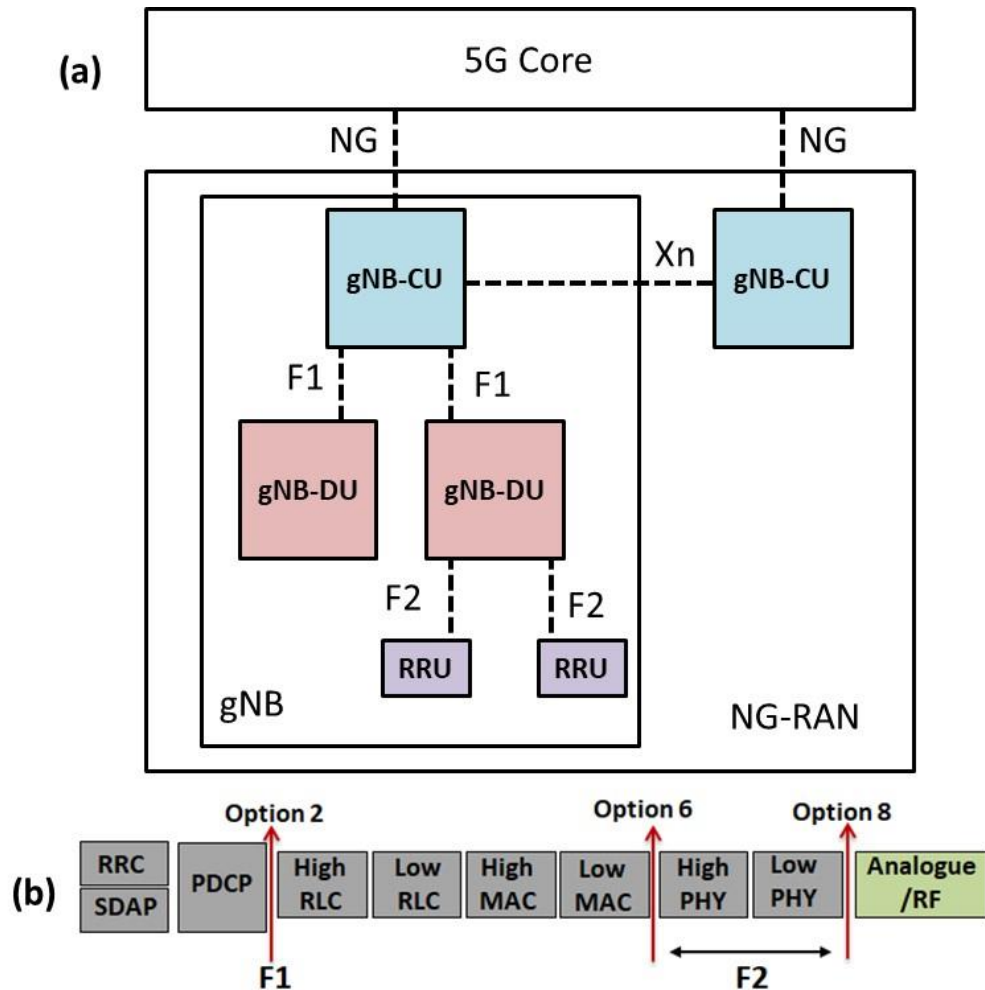 (a)
5G Core
NG
NG
gNB-CU
Xn
gNB-CU
F1
F1
gNB-DU
gNB-DU
F2
F2
RRU
RRU
gNB
NG-RAN
Option 2
Option 6
Option 8
(b)
RRC
SDAP
PDCP
High
RLC
Low
RLC
High
MAC
Low
MAC
High
PHY
Low
PHY
Analogue
/RF
F1
F2